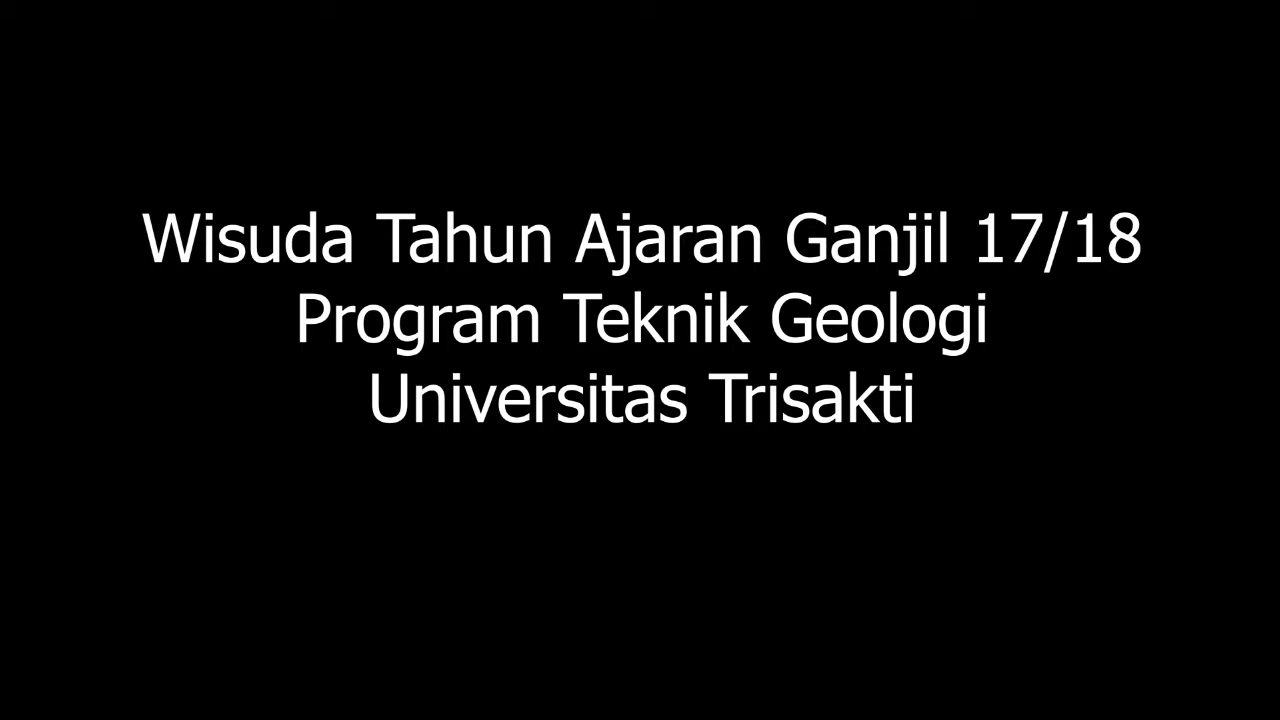 Wisuda Tahun Ajaran Ganjil 17/18
Program Teknik Geologi
Universitas Trisakti